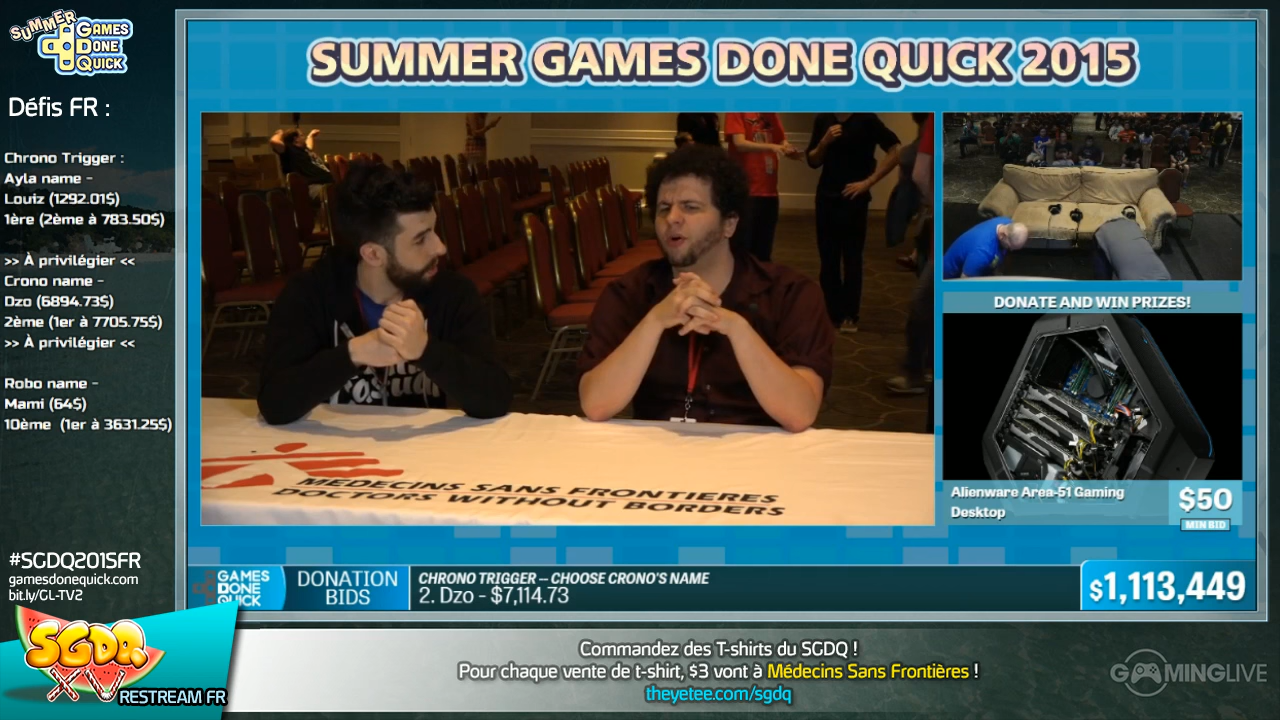 SUMMER
GAMES
DONE
QUICK
Défis FR :
Chrono Trigger :
Ayla name -
Louiz (1292.01$)
1ère (2ème à 783.50$)
>> À privilégier <<
Crono name -
Dzo (6894.73$)
2ème (1er à 7705.75$)
>> À privilégier <<
Robo name -
Mami (64$)
10ème (1er à 3631.25$)
#SGDQ2015FR
gamesdonequick.com
bit.ly/GL-TV2
SGDQ
XV
RESTREAM FR
SUMMER GAMES DONE QUICK 2015
MEDECINS SANS FRONTIERES
DOCTORS WITHOUT BORDERS
DONATE AND WIN PRIZES!
Alienware Area-51 Gaming
Desktop
$50
MIN BID
GAMES
DONE
QUICK
DONATION
BIDS
CHRONO TRIGGER -- CHOOSE CRONO'S NAME
2. Dzo - $7,114.73
$1,113,449
Commandez des T-shirts du SGDQ !
Pour chaque vente de t-shirt, $3 vont à Médecins Sans Frontières !
theyetee.com/sgdq
GAMINGLIVE